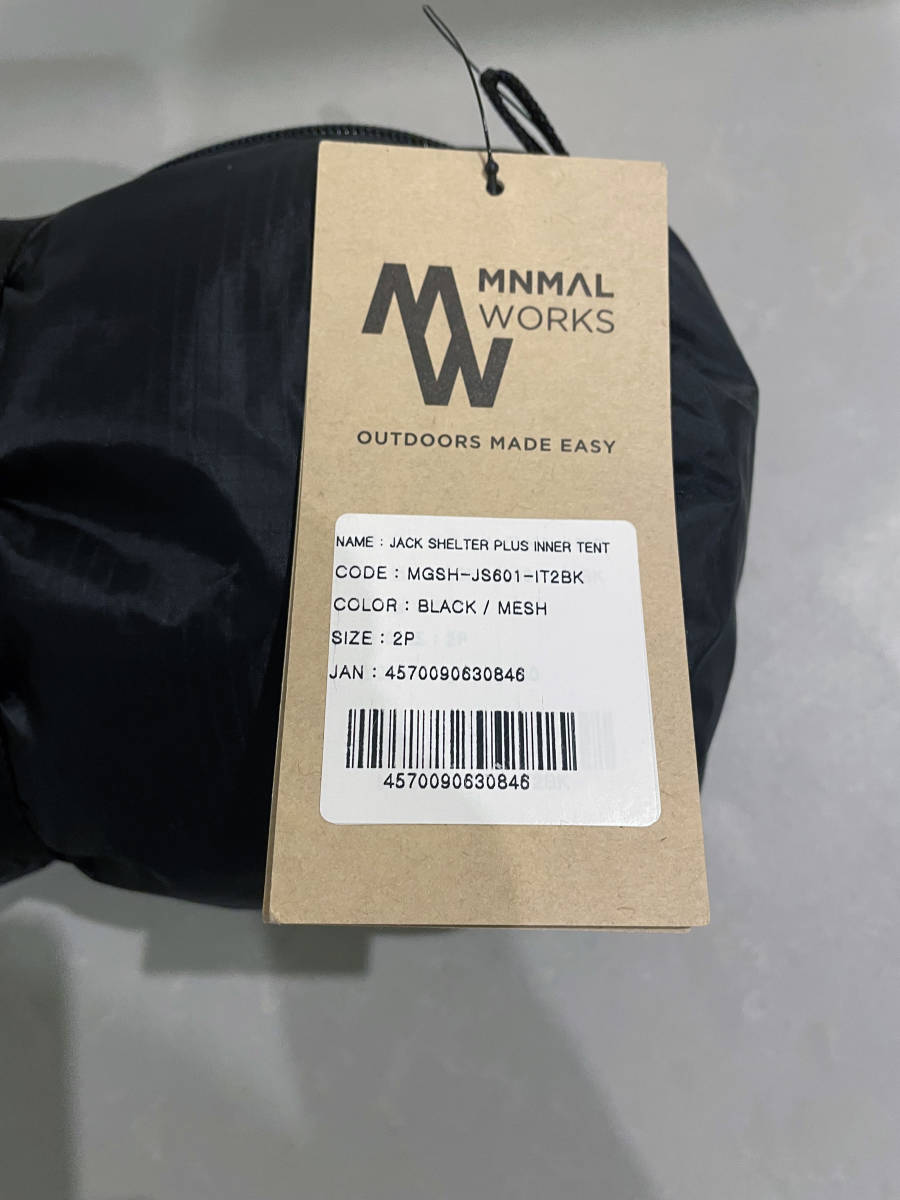 MW
MNMAL
WORKS
OUTDOORS MADE EASY
NAME : JACK SHELTER PLUS INNER TENT
CODE : MGSH-JS601-IT2BK
COLOR : BLACK / MESH
SIZE : 2P
JAN : 4570090630846
4570090630846